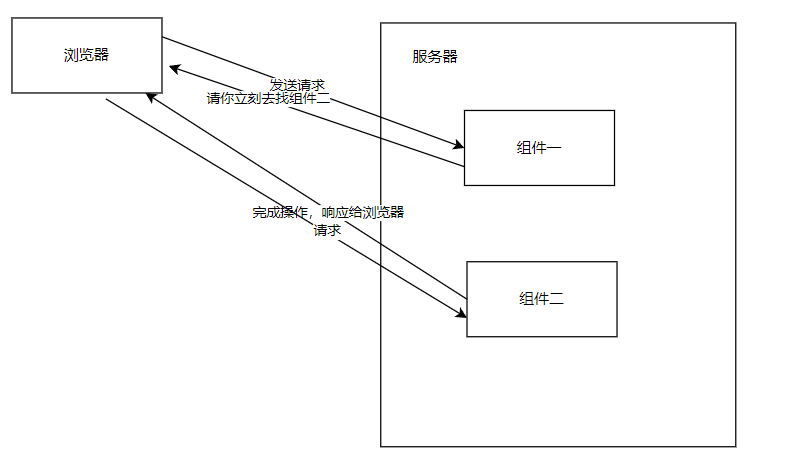 浏览器
服务器
发送请求
请你立刻去找组件二
组件一
完成操作，响应给浏览器
请求
组件二